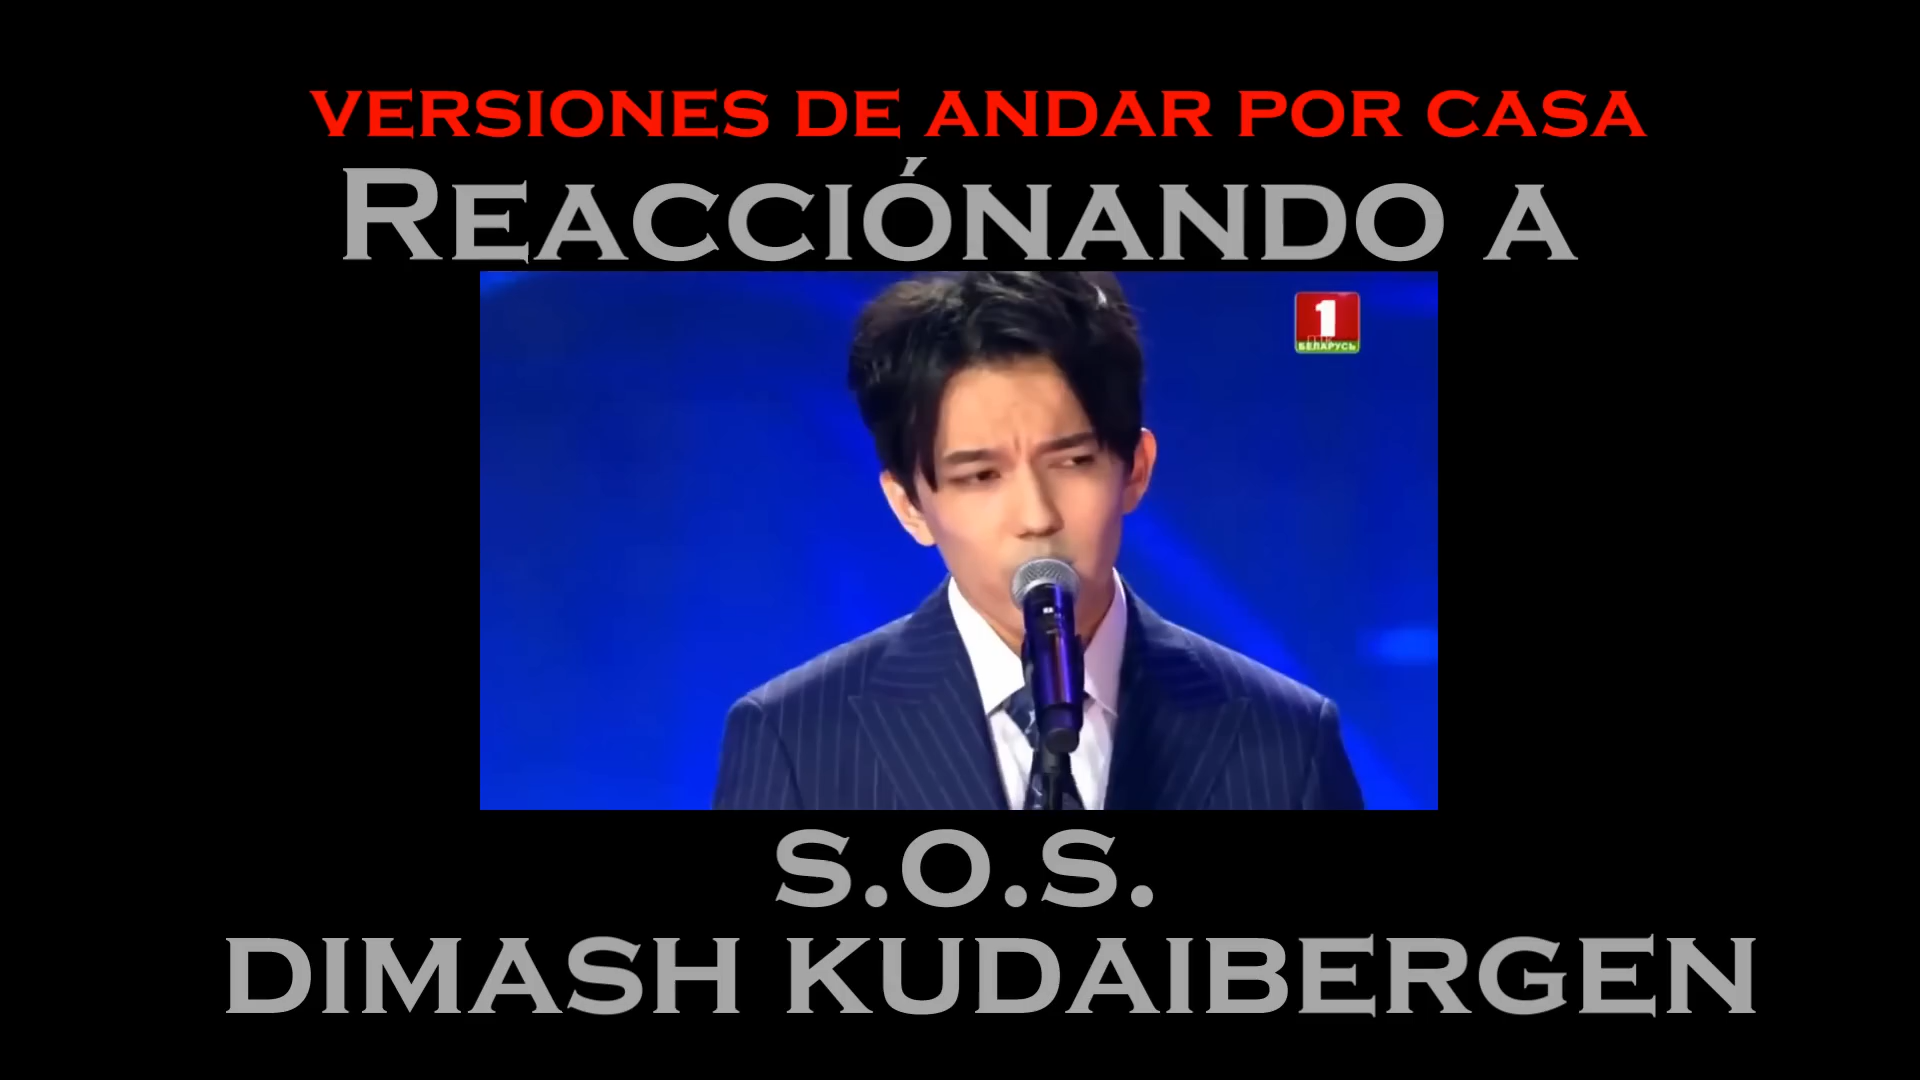 VERSIONES DE ANDAR POR CASA
REACCIÓNANDO A
1
БЕЛАРУСЬ
S.O.S.
DIMASH KUDAIBERGEN